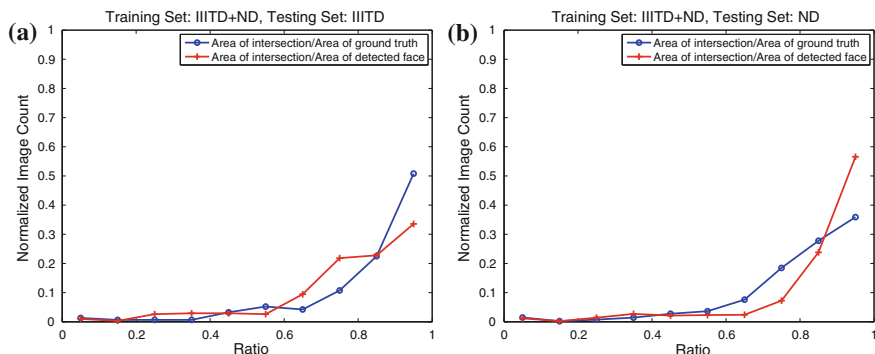 (a)
Training Set: IIITD+ND, Testing Set: IIITD
1
0.9
0.8
0.7
0.6
0.5
0.4
0.3
0.2
0.1
0
Normalized Image Count
Area of intersection/Area of ground truth
Area of intersection/Area of detected face
0 0.2 0.4 0.6 0.8 1
Ratio
(b)
Training Set: IIITD+ND, Testing Set: ND
1
0.9
0.8
0.7
0.6
0.5
0.4
0.3
0.2
0.1
0
Normalized Image Count
Area of intersection/Area of ground truth
Area of intersection/Area of detected face
0 0.2 0.4 0.6 0.8 1
Ratio